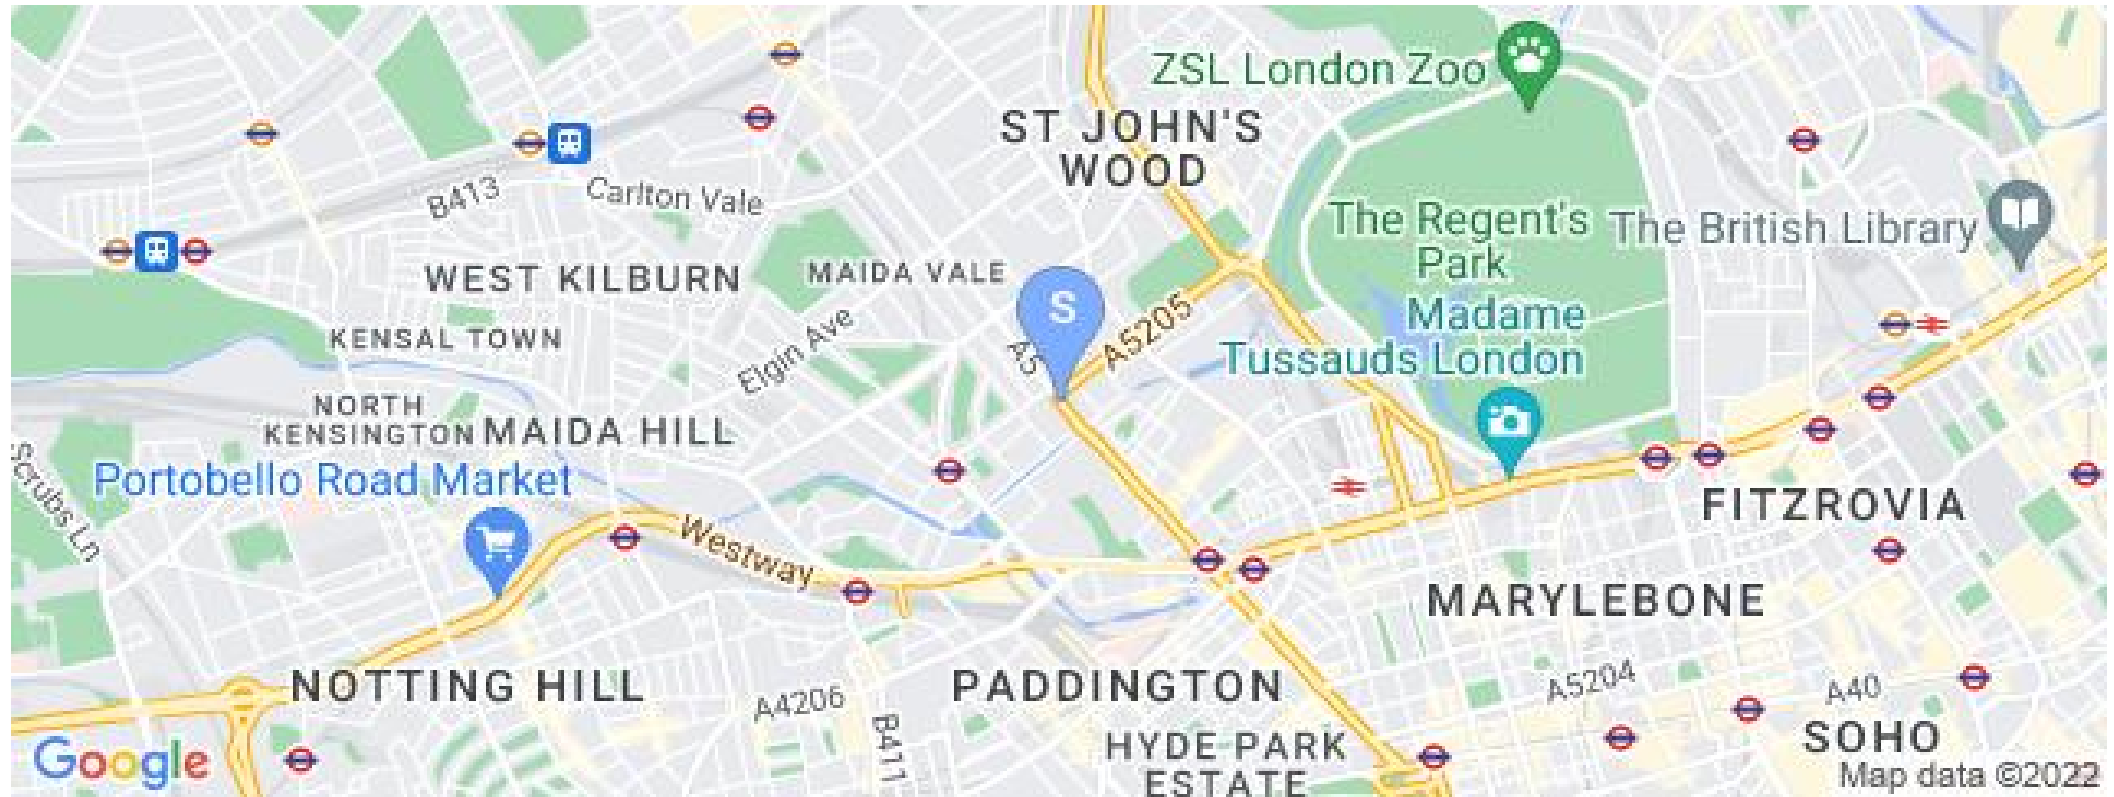 ZSL London Zoo
ST JOHN'S
WOOD
B413
Carlton Vale
The Regent's
Park
The British Library
WEST KILBURN
MAIDA VALE
S
A5
A5205
Madame
Tussauds London
KENSAL TOWN
Elgin Ave
NORTH
KENSINGTON
MAIDA HILL
Scrubs Ln
Portobello Road Market
FITZROVIA
Westway
MARYLEBONE
NOTTING HILL
A4206
B411
PADDINGTON
A5204
A40
HYDE PARK
ESTATE
SOHO
Google
Map data ©2022